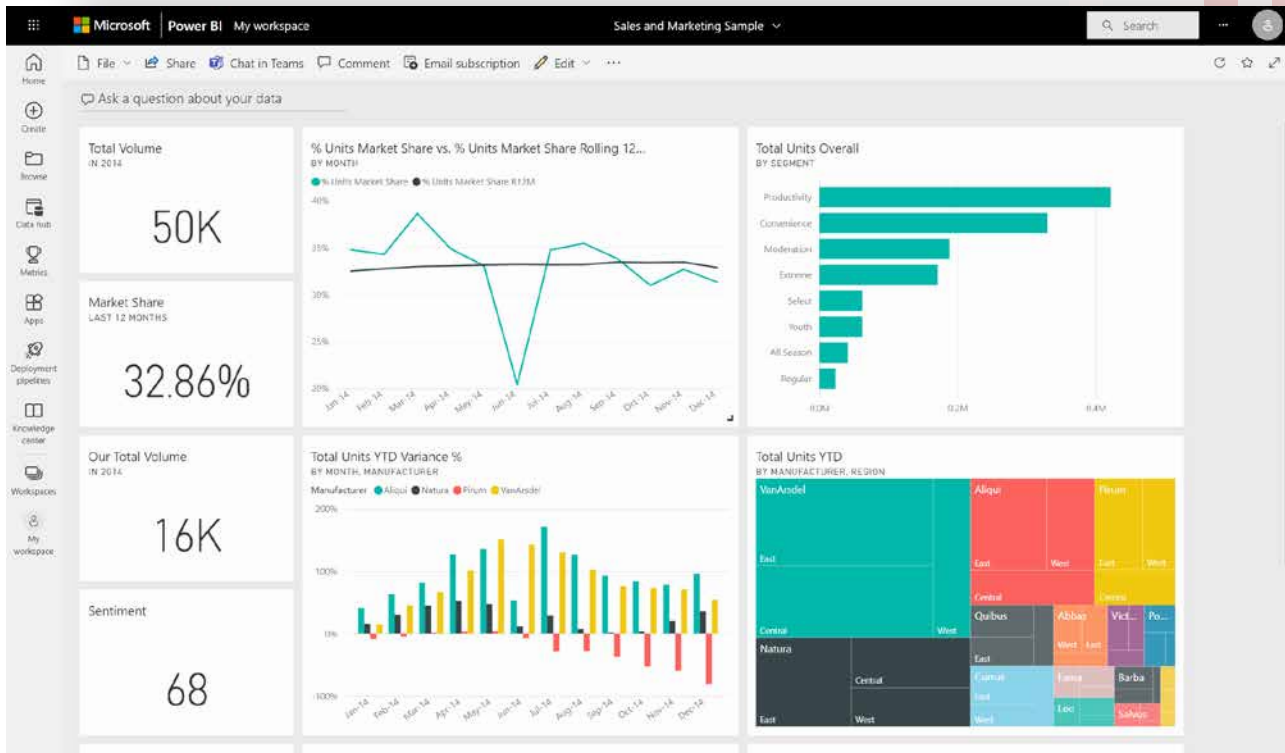 Microsoft Power BI My workspace
Sales and Marketing Sample
Search
File Share Chat in Teams Comment Email subscription Edit
Home
Create
Browse
Data hub
Metrics
Apps
Deployment
pipelines
Knowledge
center
Workspaces
My
workspace
Ask a question about your data
Total Volume
IN 2014
50K
Market Share
LAST 12 MONTHS
32.86%
Our Total Volume
IN 2014
16K
Sentiment
68
% Units Market Share vs. % Units Market Share Rolling 12...
BY MONTH
% Units Market Share % Units Market Share R12M
40%
35%
30%
25%
20%
Jan-14 Feb-14 Mar-14 Apr-14 May-14 Jun-14 Jul-14 Aug-14 Sep-14 Oct-14 Nov-14 Dec-14
Total Units Overall
BY SEGMENT
Productivity
Convenience
Moderation
Extreme
Select
Youth
All Season
Regular
0.0M 0.2M 0.4M
Total Units YTD Variance %
BY MONTH, MANUFACTURER
Manufacturer Aliqui Natura Pirum VanArsdel
200%
100%
0%
-100%
Jan-14 Feb-14 Mar-14 Apr-14 May-14 Jun-14 Jul-14 Aug-14 Sep-14 Oct-14 Nov-14 Dec-14
Total Units YTD
BY MANUFACTURER, REGION
VanArsdel
East
Central
West
Natura
East
Central
West
Aliqui
East
West
Central
Pirum
East
West
Central
Quibus
East
Abbas
West East
Vict...
Po...
Currus
East
West
Fama
Leo
Barba
Salvus